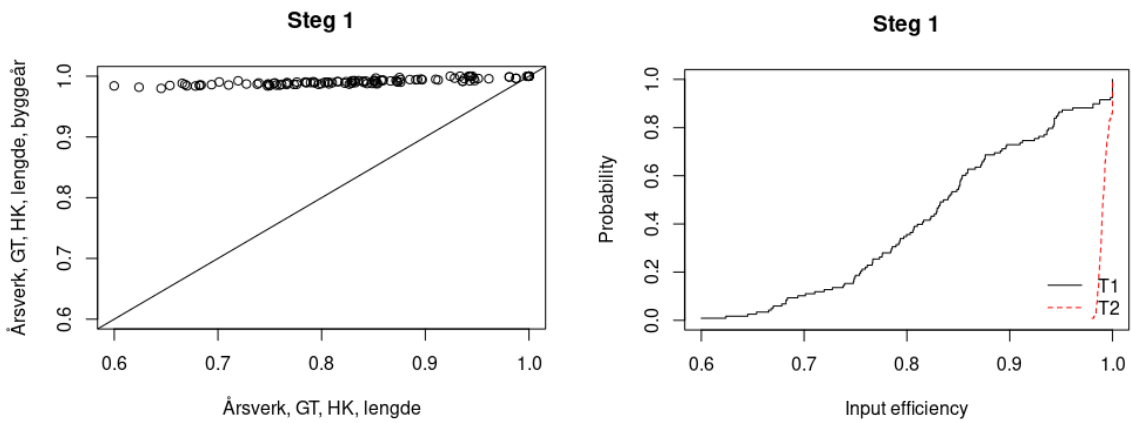 Steg 1
Årsverk, GT, HK, lengde, byggeår
1.0
0.9
0.8
0.7
0.6
0.6
0.7
0.8
0.9
1.0
Årsverk, GT, HK, lengde
Steg 1
Probability
1.0
0.8
0.6
0.4
0.2
0.0
T1
T2
0.6
0.7
0.8
0.9
1.0
Input efficiency